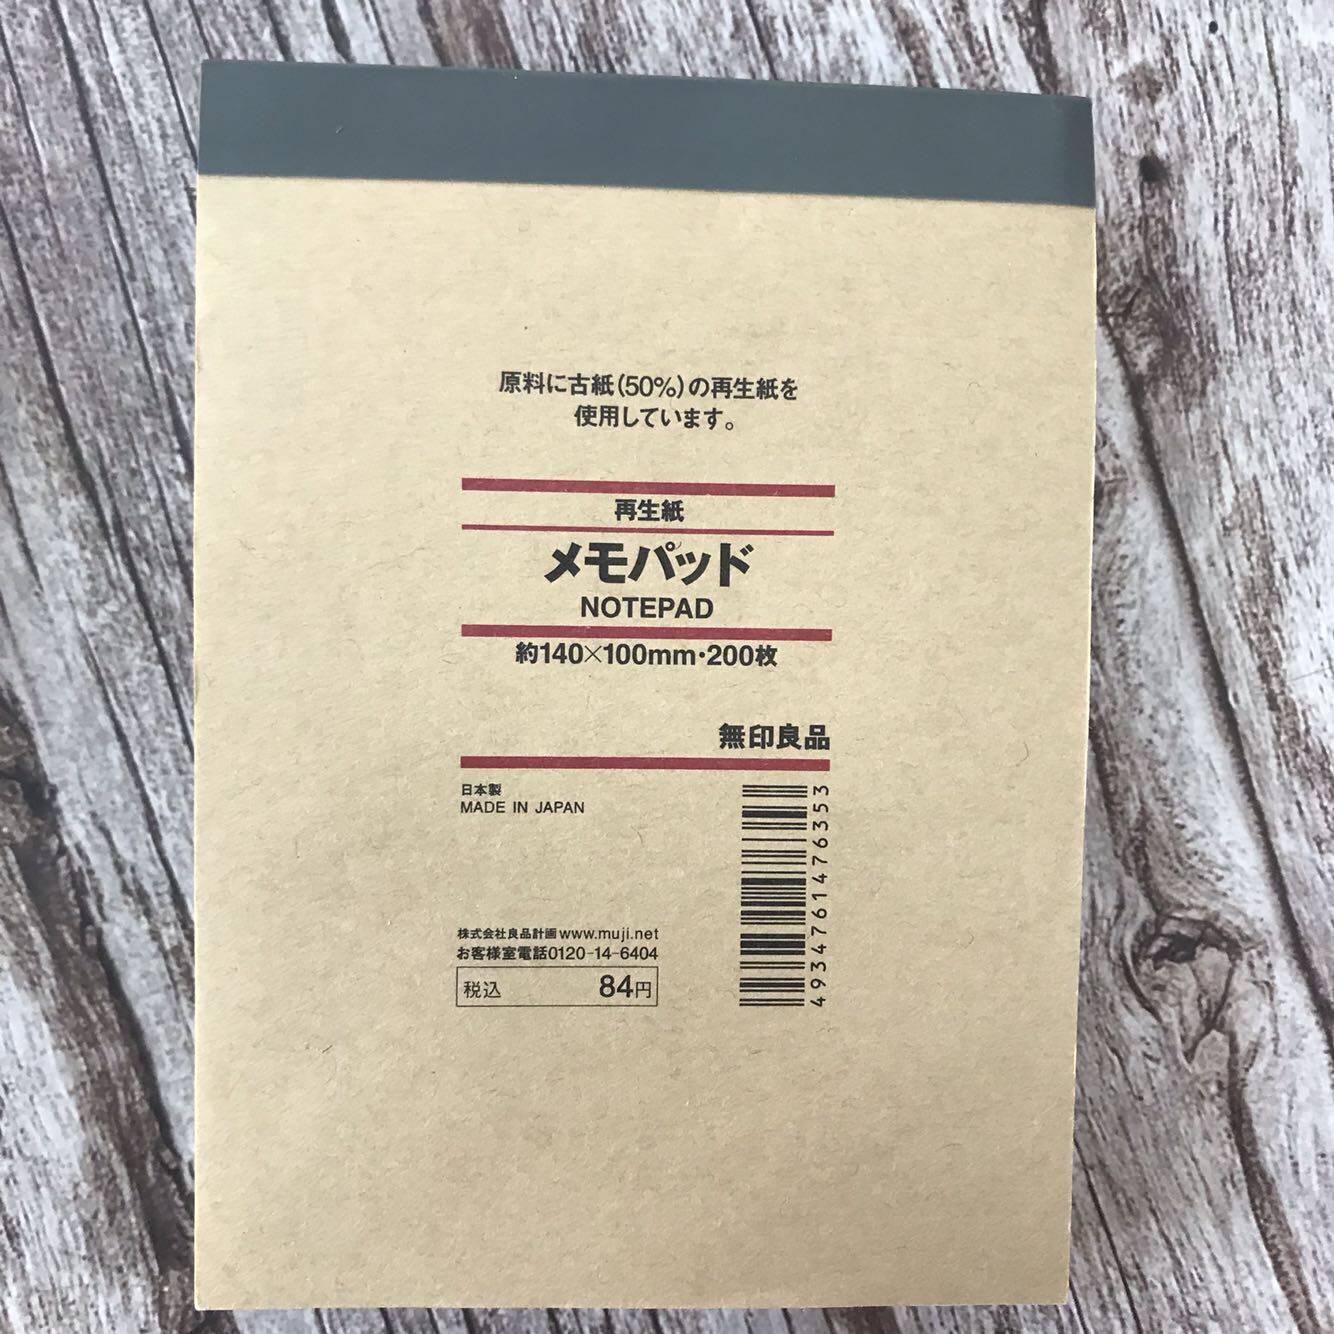 原料に古紙(50%)の再生紙を
使用しています。
再生紙
メモパッド
NOTEPAD
約140×100mm・200枚
無印良品
日本製
MADE IN JAPAN
4934761476353
株式会社良品計画 www.muji.net
お客様室電話0120-14-6404
税込 84円